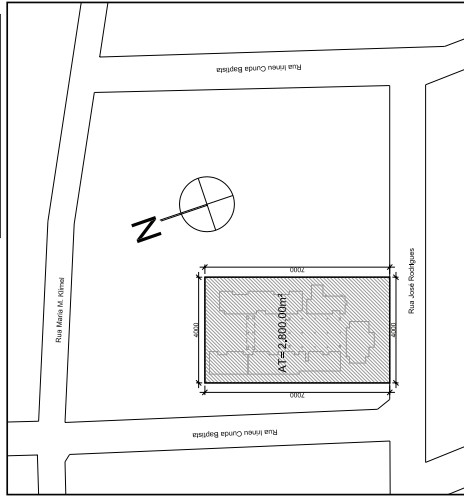 Rua Irineu Cunda Baptista
N
Rua Maria M. Klimel
Rua José Rodrigues
7000
4000
AT= 2.800,00m²
4000
7000
Rua Irineu Cunda Baptista